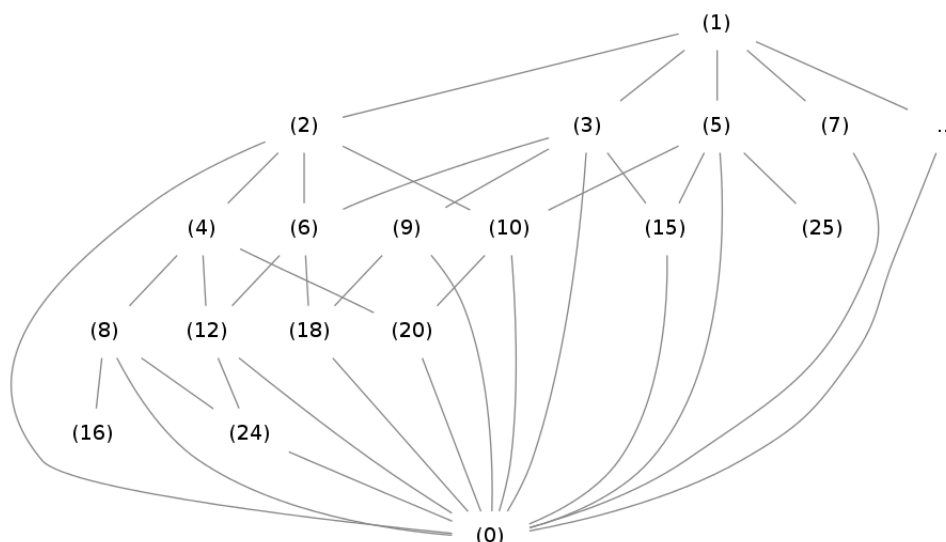 (1)
(2) (3) (5) (7) ..
(4) (6) (9) (10) (15) (25)
(8) (12) (18) (20)
(16) (24)
(0)